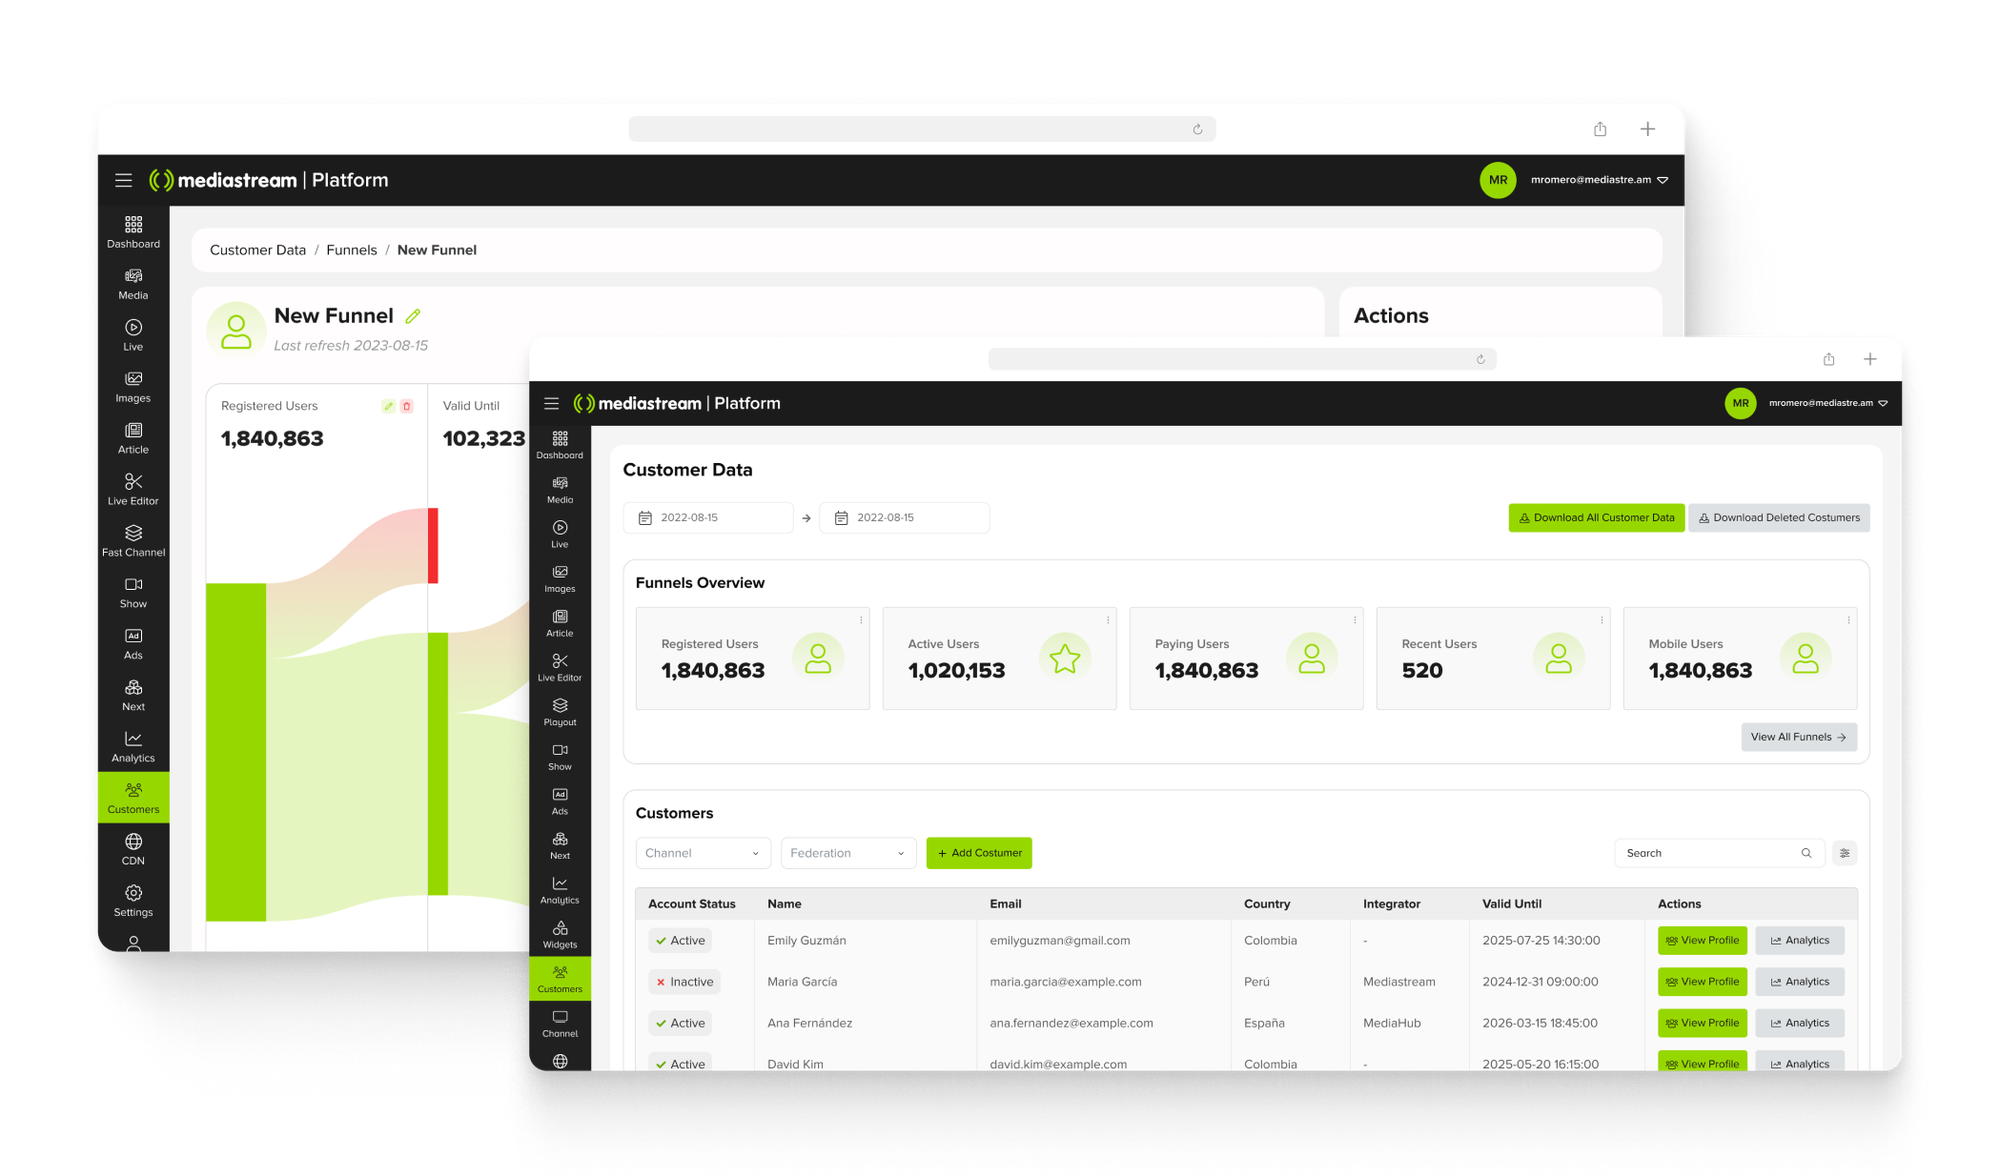 mediastream | Platform
MR
mromero@mediastre.am
Dashboard
Media
Live
Images
Article
Live Editor
Fast Channel
Show
Ad
Ads
Next
Analytics
Customers
CDN
Settings
Customer Data / Funnels / New Funnel
New Funnel
Last refresh 2023-08-15
Actions
Registered Users
1,840,863
Valid Until
102,323
mediastream | Platform
MR
mromero@mediastre.am
Dashboard
Media
Live
Images
Article
Live Editor
Playout
Show
Ad
Ads
Next
Analytics
Widgets
Customers
Channel
Customer Data
2022-08-15 → 2022-08-15
Download All Customer Data
Download Deleted Costumers
Funnels Overview
Registered Users
1,840,863
Active Users
1,020,153
Paying Users
1,840,863
Recent Users
520
Mobile Users
1,840,863
View All Funnels →
Customers
Channel
Federation
+ Add Costumer
Search
Account Status Name Email Country Integrator Valid Until Actions
Active Emily Guzmán emilyguzman@gmail.com Colombia - 2025-07-25 14:30:00 View Profile Analytics
Inactive Maria García maria.garcia@example.com Perú Mediastream 2024-12-31 09:00:00 View Profile Analytics
Active Ana Fernández ana.fernandez@example.com España MediaHub 2026-03-15 18:45:00 View Profile Analytics
Active David Kim david.kim@example.com Colombia - 2025-05-20 16:15:00 View Profile Analytics